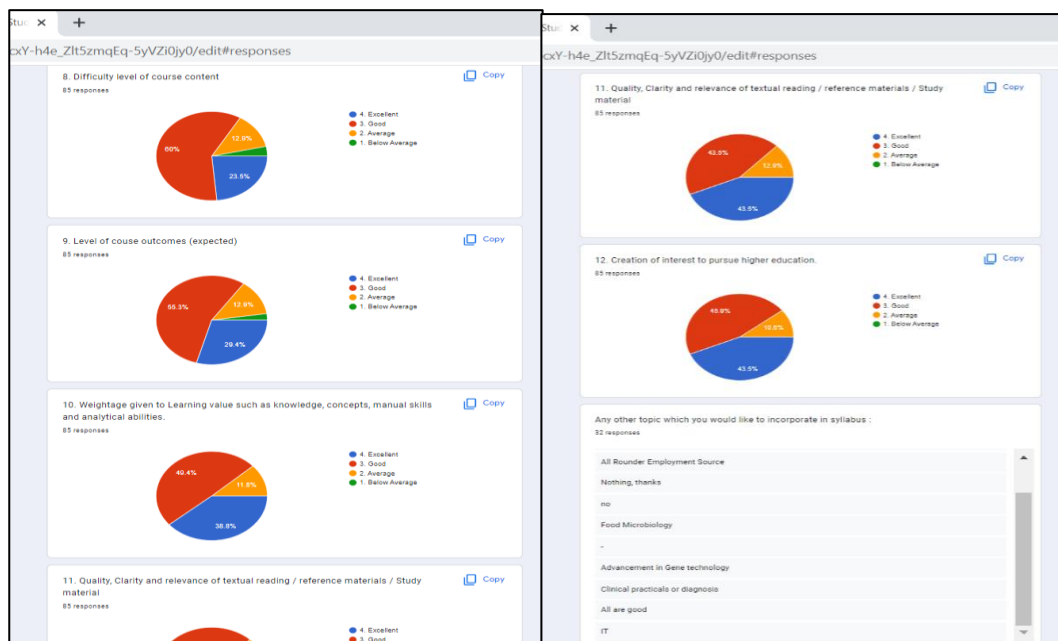 Stud × +
cxY-h4e_Zlt5zmqEq-5yVZi0jy0/edit#responses
8. Difficulty level of course content
Copy
85 responses
4. Excellent
3. Good
2. Average
1. Below Average
60%
12.9%
23.5%
9. Level of couse outcomes (expected)
Copy
85 responses
4. Excellent
3. Good
2. Average
1. Below Average
55.3%
12.9%
29.4%
10. Weightage given to Learning value such as knowledge, concepts, manual skills
and analytical abilities.
Copy
85 responses
4. Excellent
3. Good
2. Average
1. Below Average
49.4%
11.8%
38.8%
11. Quality, Clarity and relevance of textual reading / reference materials / Study
material
Copy
85 responses
4. Excellent
3. Good
Stud × +
cxY-h4e_Zlt5zmqEq-5yVZi0jy0/edit#responses
11. Quality, Clarity and relevance of textual reading / reference materials / Study
material
Copy
85 responses
4. Excellent
3. Good
2. Average
1. Below Average
43.5%
12.9%
43.5%
12. Creation of interest to pursue higher education.
Copy
85 responses
4. Excellent
3. Good
2. Average
1. Below Average
45.9%
10.6%
43.5%
Any other topic which you would like to incorporate in syllabus :
32 responses
All Rounder Employment Source
Nothing, thanks
no
Food Microbiology
-
Advancement in Gene technology
Clinical practicals or diagnosis
All are good
IT